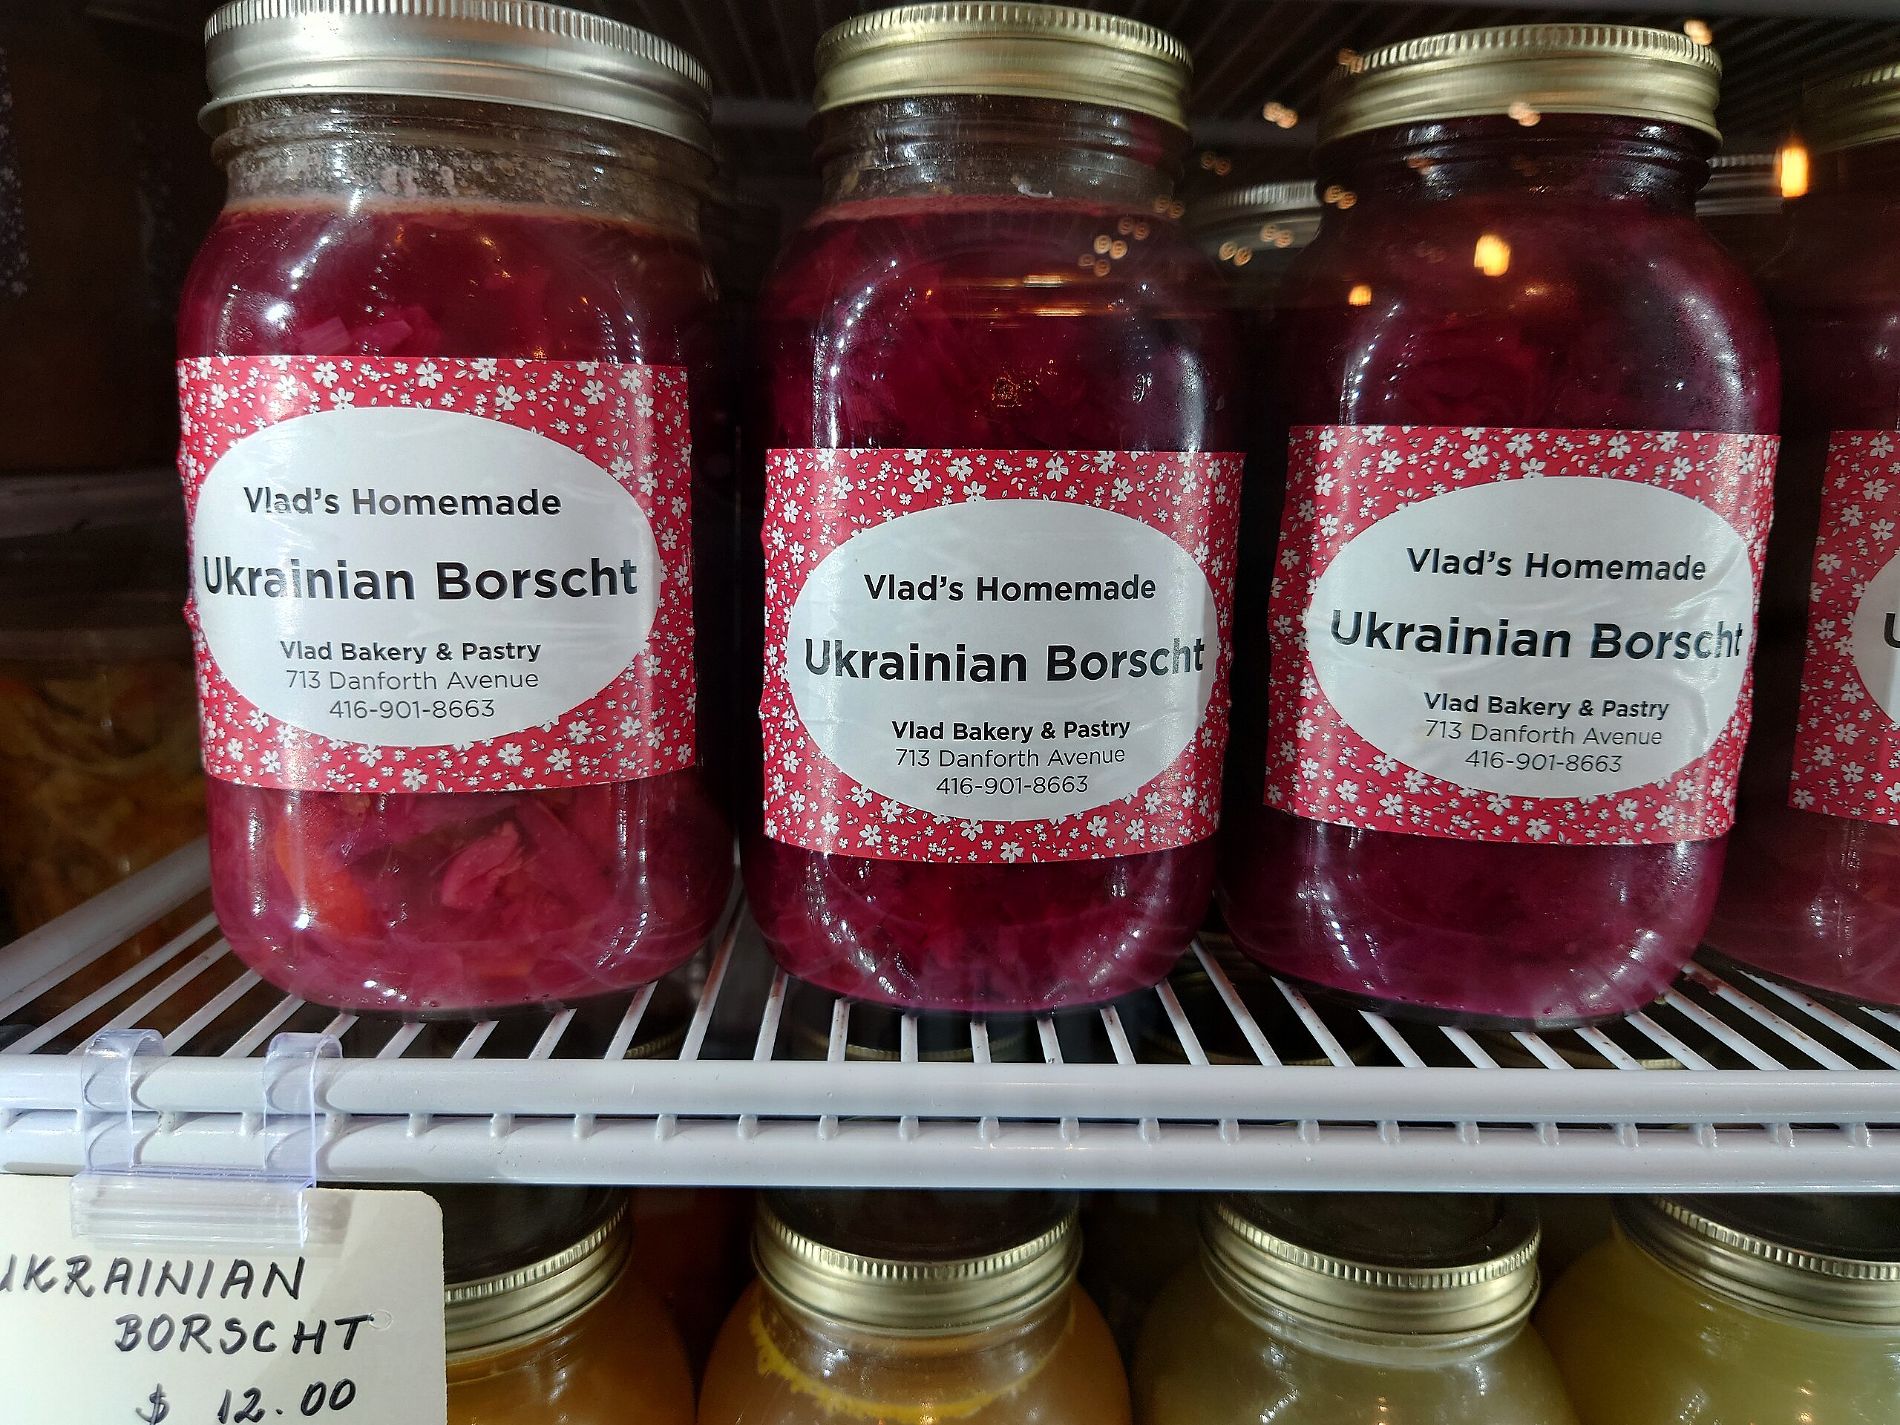 Vlad's Homemade
Ukrainian Borscht
Vlad Bakery & Pastry
713 Danforth Avenue
416-901-8663
Vlad's Homemade
Ukrainian Borscht
Vlad Bakery & Pastry
713 Danforth Avenue
416-901-8663
Vlad's Homemade
Ukrainian Borscht
Vlad Bakery & Pastry
713 Danforth Avenue
416-901-8663
U
UKRAINIAN
BORSCHT
$ 12.00